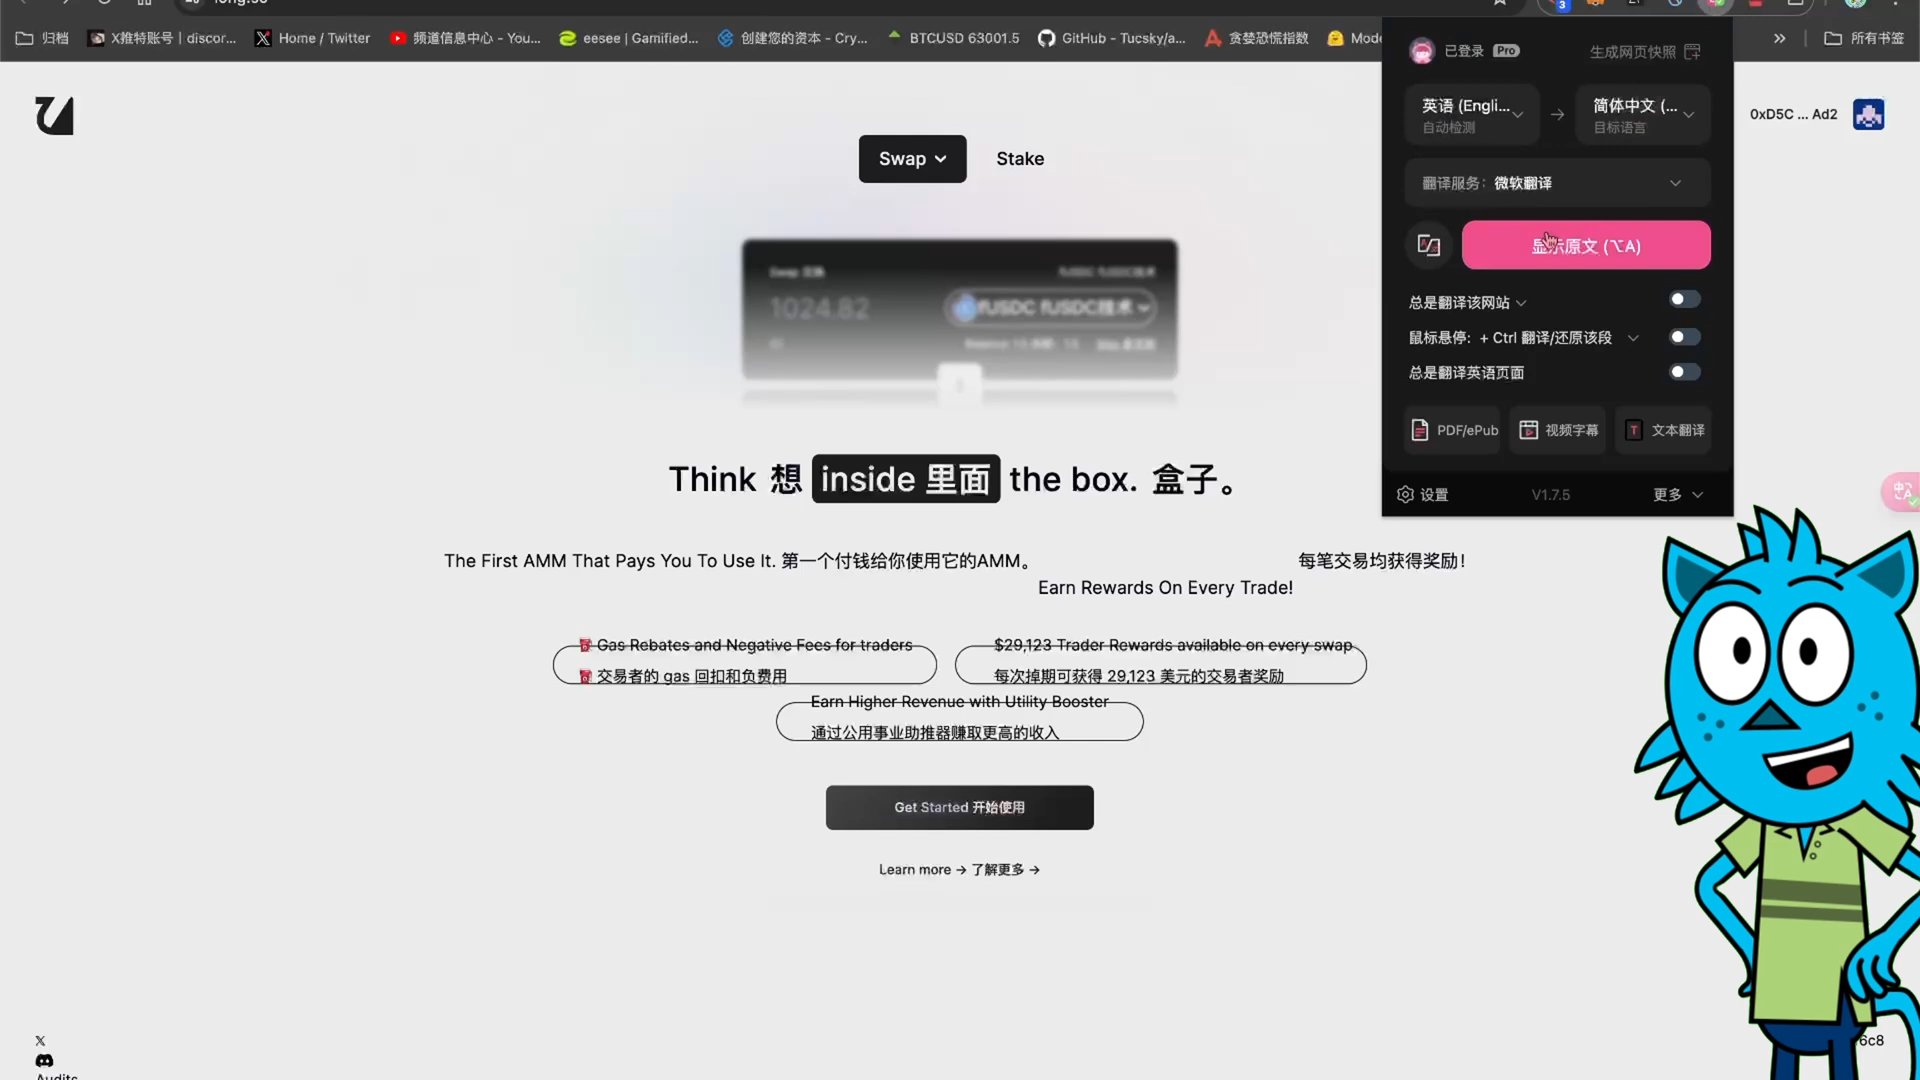 归档
X推特账号 | discor...
Home / Twitter
频道信息中心 - You...
eesee | Gamified...
创建您的资本 - Cry...
BTCUSD 63001.5
GitHub - Tucsky/a...
贪婪恐慌指数
所有书签
已登录 Pro
生成网页快照
英语 (Engli...
自动检测
简体中文 (...
目标语言
翻译服务: 微软翻译
显示原文 (⌥A)
总是翻译该网站
鼠标悬停: + Ctrl 翻译/还原该段
总是翻译英语页面
PDF/ePub
视频字幕
文本翻译
设置
V1.7.5
更多
0xD5C ... Ad2
Swap
Stake
1024.82
fUSDC fUSDC技术
Think 想 inside 里面 the box. 盒子。
The First AMM That Pays You To Use It. 第一个付钱给你使用它的AMM。
Earn Rewards On Every Trade!
每笔交易均获得奖励！
Gas Rebates and Negative Fees for traders
交易者的 gas 回扣和负费用
$29,123 Trader Rewards available on every swap
每次掉期可获得 29,123 美元的交易者奖励
Earn Higher Revenue with Utility Booster
通过公用事业助推器赚取更高的收入
Get Started 开始使用
Learn more → 了解更多 →
Audits
6c8